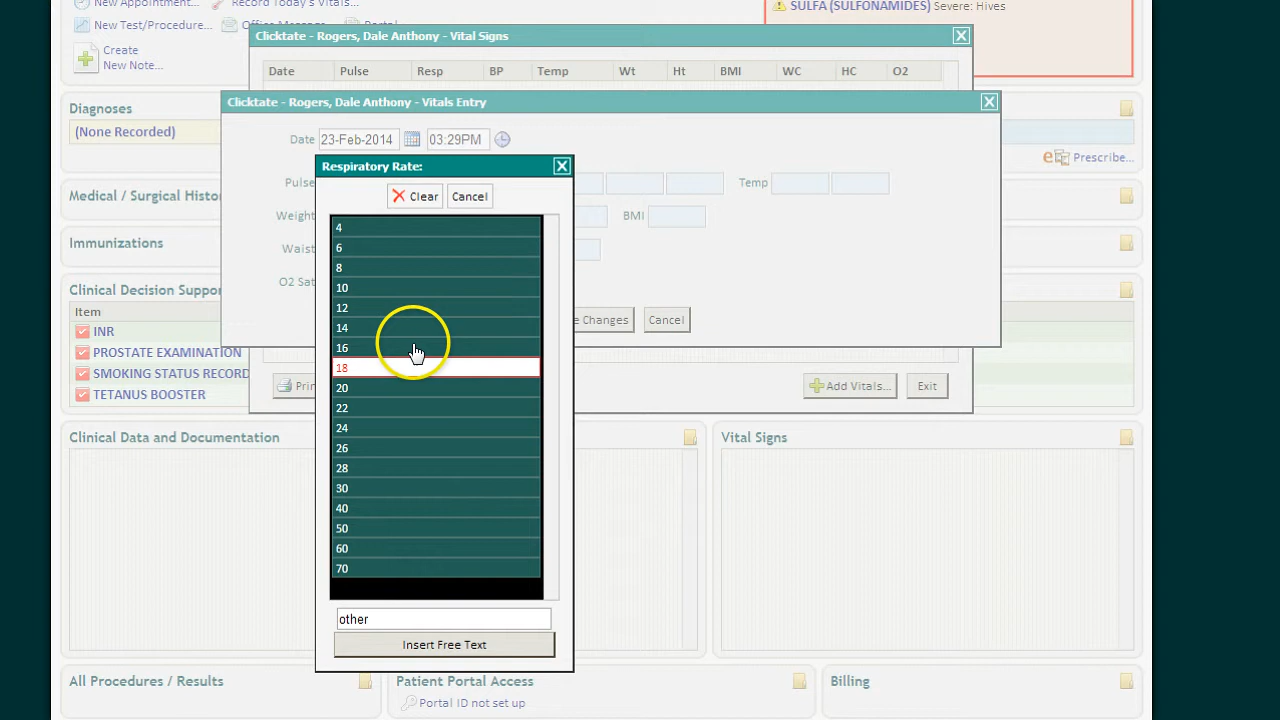 New Appointment...
Record Today's Vitals...
SULFA (SULFONAMIDES) Severe: Hives
New Test/Procedure...
Office Message
Portal
Create
New Note...
Clicktate - Rogers, Dale Anthony - Vital Signs
Date Pulse Resp BP Temp Wt Ht BMI WC HC O2
Clicktate - Rogers, Dale Anthony - Vitals Entry
Diagnoses
(None Recorded)
Date 23-Feb-2014 03:29PM
Prescribe...
Respiratory Rate:
Pulse
Temp
Clear
Cancel
Medical / Surgical Histo
Weight
BMI
Immunizations
Waist
O2 Sat
Clinical Decision Suppor
Item
INR
PROSTATE EXAMINATION
SMOKING STATUS RECORD
TETANUS BOOSTER
e Changes
Cancel
Prin
Add Vitals...
Exit
4
6
8
10
12
14
16
18
20
22
24
26
28
30
40
50
60
70
other
Insert Free Text
Clinical Data and Documentation
Vital Signs
All Procedures / Results
Patient Portal Access
Portal ID not set up
Billing